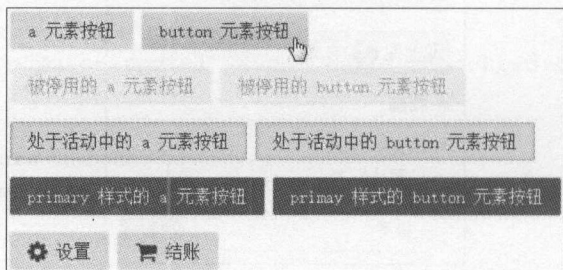 a 元素按钮 button 元素按钮
被停用的 a 元素按钮 被停用的 button 元素按钮
处于活动中的 a 元素按钮 处于活动中的 button 元素按钮
primary 样式的 a 元素按钮 primay 样式的 button 元素按钮
设置 结账